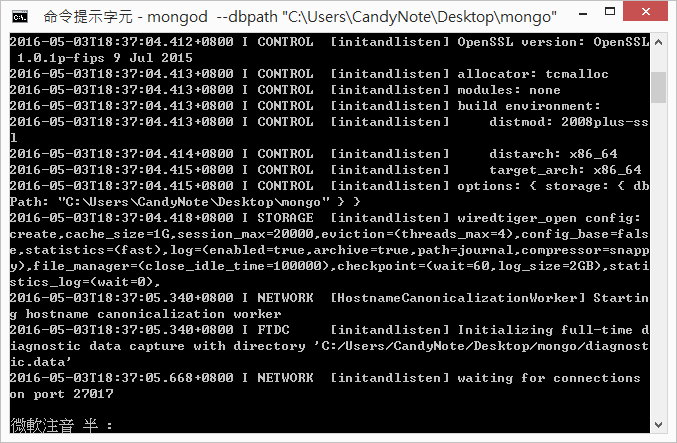 命令提示字元 - mongod  --dbpath "C:\Users\CandyNote\Desktop\mongo"
2016-05-03T18:37:04.412+0800 I CONTROL  [initandlisten] OpenSSL version: OpenSSL
 1.0.1p-fips 9 Jul 2015
2016-05-03T18:37:04.413+0800 I CONTROL  [initandlisten] allocator: tcmalloc
2016-05-03T18:37:04.413+0800 I CONTROL  [initandlisten] modules: none
2016-05-03T18:37:04.413+0800 I CONTROL  [initandlisten] build environment:
2016-05-03T18:37:04.413+0800 I CONTROL  [initandlisten]     distmod: 2008plus-ss
l
2016-05-03T18:37:04.414+0800 I CONTROL  [initandlisten]     distarch: x86_64
2016-05-03T18:37:04.415+0800 I CONTROL  [initandlisten]     target_arch: x86_64
2016-05-03T18:37:04.415+0800 I CONTROL  [initandlisten] options: { storage: { db
Path: "C:\Users\CandyNote\Desktop\mongo" } }
2016-05-03T18:37:04.418+0800 I STORAGE  [initandlisten] wiredtiger_open config:
create,cache_size=1G,session_max=20000,eviction=(threads_max=4),config_base=fals
e,statistics=(fast),log=(enabled=true,archive=true,path=journal,compressor=snapp
y),file_manager=(close_idle_time=100000),checkpoint=(wait=60,log_size=2GB),stati
stics_log=(wait=0),
2016-05-03T18:37:05.340+0800 I NETWORK  [HostnameCanonicalizationWorker] Startin
g hostname canonicalization worker
2016-05-03T18:37:05.340+0800 I FTDC     [initandlisten] Initializing full-time d
iagnostic data capture with directory 'C:/Users/CandyNote/Desktop/mongo/diagnost
ic.data'
2016-05-03T18:37:05.668+0800 I NETWORK  [initandlisten] waiting for connections
on port 27017
微軟注音 半 :